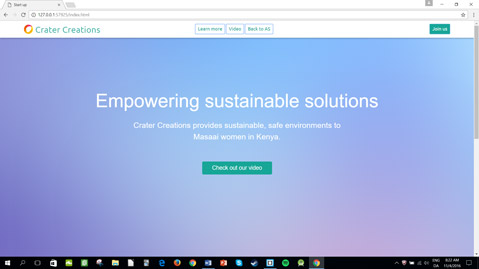 Start up
127.0.0.1:57925/index.html
Crater Creations
Learn more
Video
Back to AS
Join us
Empowering sustainable solutions
Crater Creations provides sustainable, safe environments to
Masaai women in Kenya.
Check out our video
ENG
8:22 AM
DA
11/4/2016